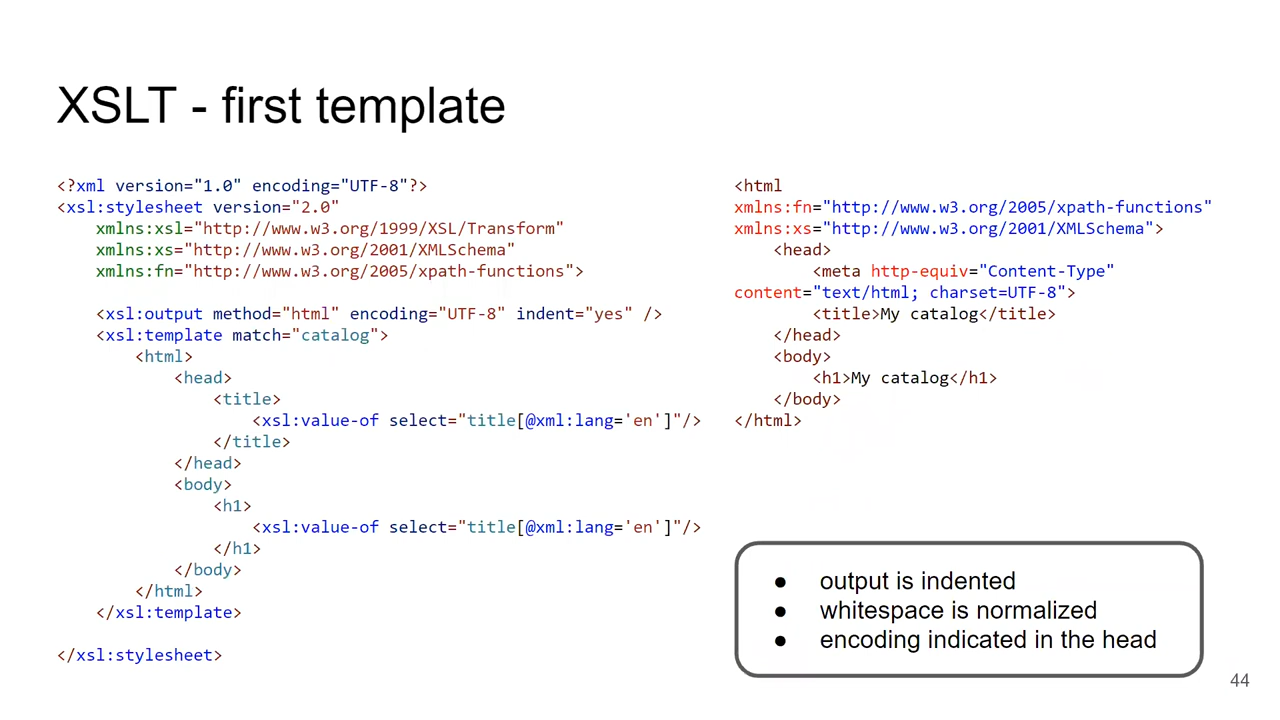 XSLT - first template
<?xml version="1.0" encoding="UTF-8"?>
<xsl:stylesheet version="2.0"
    xmlns:xsl="http://www.w3.org/1999/XSL/Transform"
    xmlns:xs="http://www.w3.org/2001/XMLSchema"
    xmlns:fn="http://www.w3.org/2005/xpath-functions">
    <xsl:output method="html" encoding="UTF-8" indent="yes" />
    <xsl:template match="catalog">
        <html>
            <head>
                <title>
                    <xsl:value-of select="title[@xml:lang='en']"/>
                </title>
            </head>
            <body>
                <h1>
                    <xsl:value-of select="title[@xml:lang='en']"/>
                </h1>
            </body>
        </html>
    </xsl:template>
</xsl:stylesheet>
<html
xmlns:fn="http://www.w3.org/2005/xpath-functions"
xmlns:xs="http://www.w3.org/2001/XMLSchema">
    <head>
        <meta http-equiv="Content-Type"
content="text/html; charset=UTF-8">
        <title>My catalog</title>
    </head>
    <body>
        <h1>My catalog</h1>
    </body>
</html>
● output is indented
● whitespace is normalized
● encoding indicated in the head
44